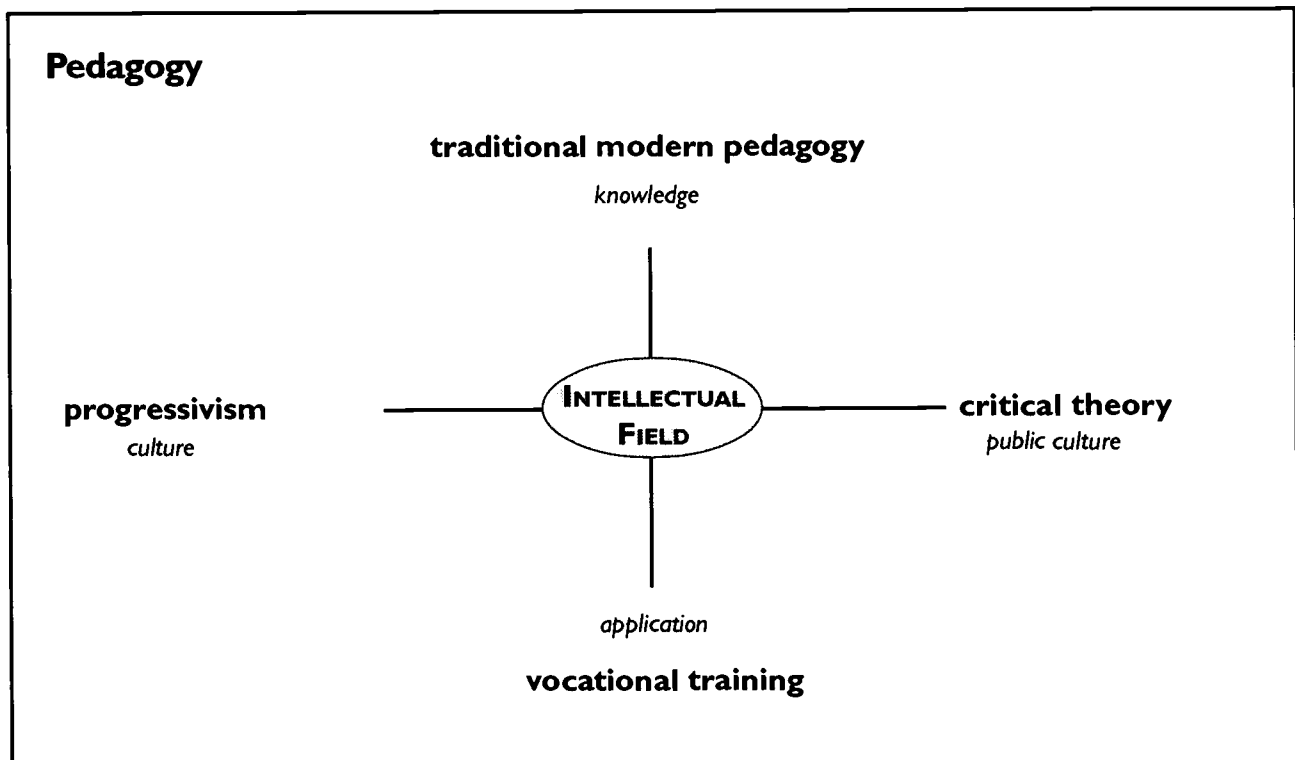 Pedagogy
traditional modern pedagogy
knowledge
progressivism
culture
INTELLECTUAL
FIELD
critical theory
public culture
application
vocational training